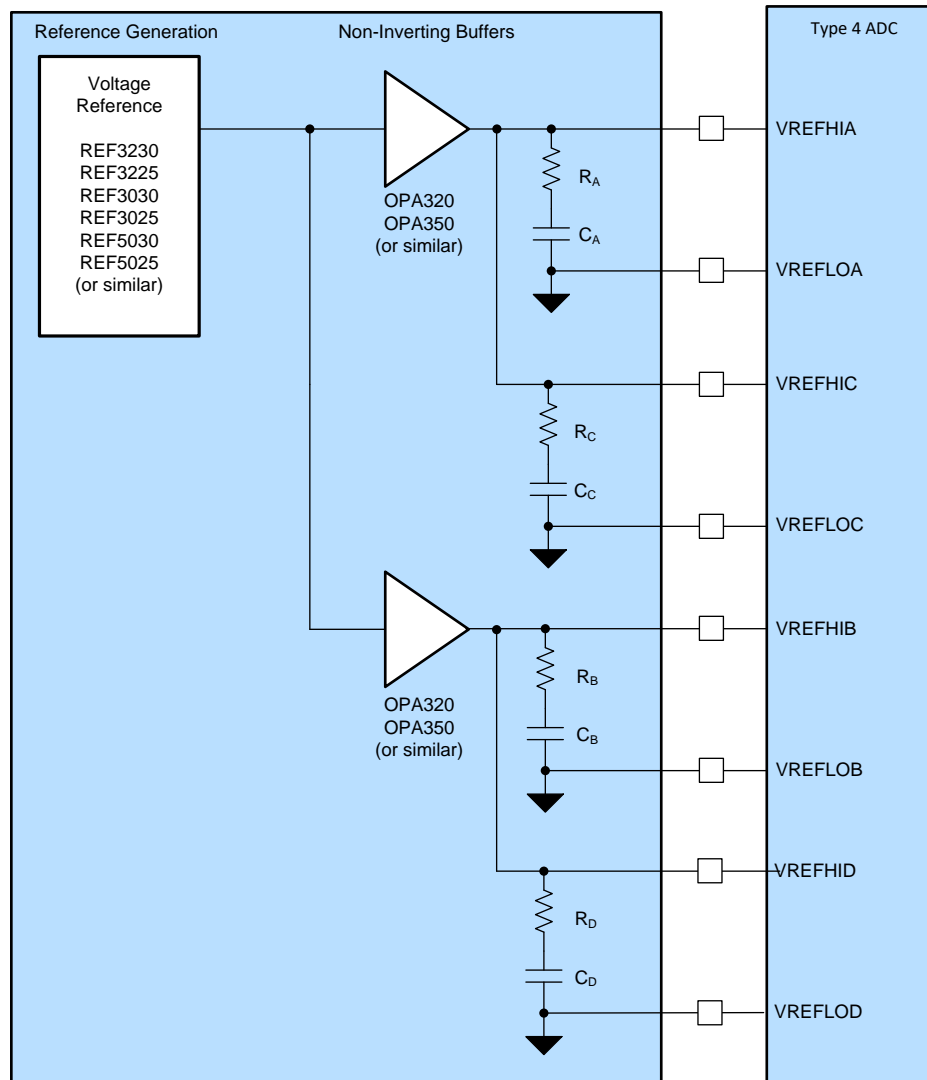 Reference Generation
Non-Inverting Buffers
Type 4 ADC
Voltage
Reference
REF3230
REF3225
REF3030
REF3025
REF5030
REF5025
(or similar)
OPA320
OPA350
(or similar)
RA
CA
VREFHIA
VREFLOA
VREFHIC
RC
CC
VREFLOC
OPA320
OPA350
(or similar)
VREFHIB
RB
CB
VREFLOB
VREFHID
RD
CD
VREFLOD